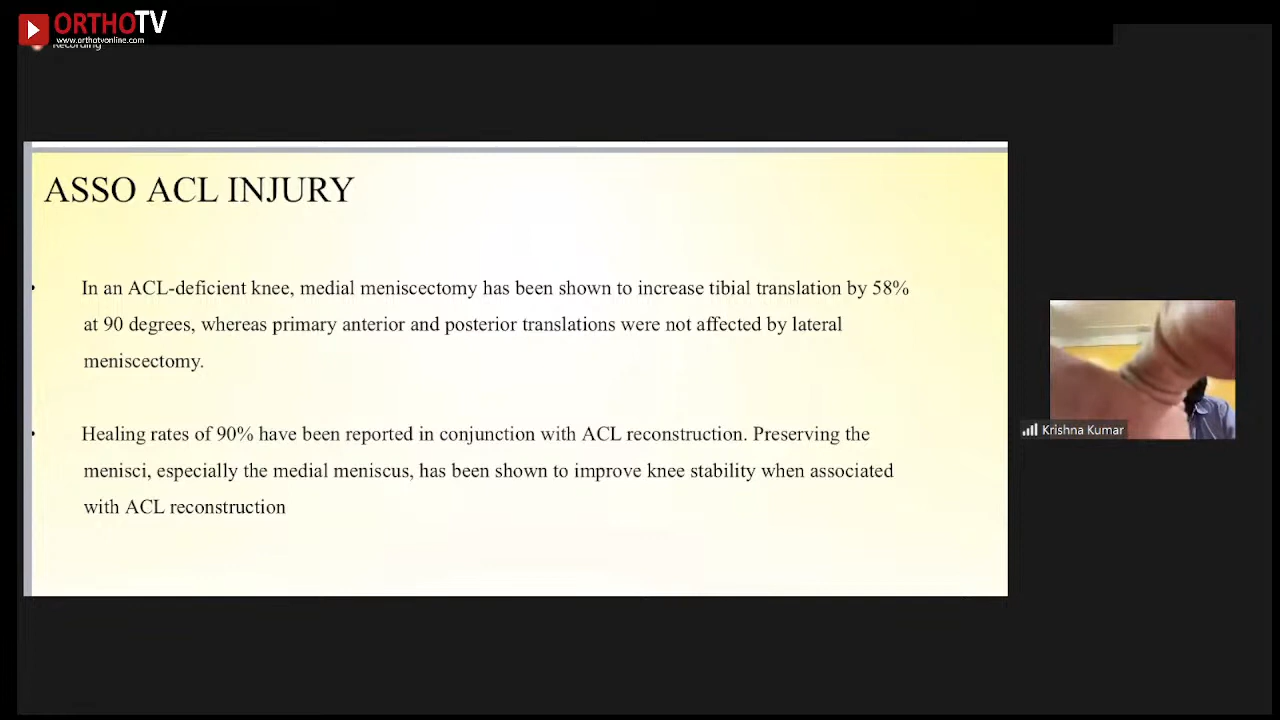 ORTHOTV
www.orthotvonline.com
Recording
ASSO ACL INJURY
• In an ACL-deficient knee, medial meniscectomy has been shown to increase tibial translation by 58%
at 90 degrees, whereas primary anterior and posterior translations were not affected by lateral
meniscectomy.
• Healing rates of 90% have been reported in conjunction with ACL reconstruction. Preserving the
menisci, especially the medial meniscus, has been shown to improve knee stability when associated
with ACL reconstruction
Krishna Kumar